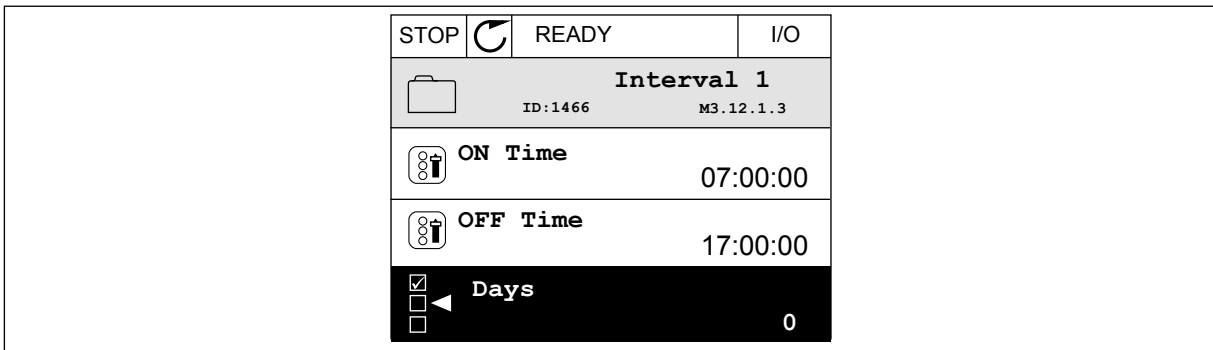 STOP READY I/O
Interval 1
ID:1466 M3.12.1.3
ON Time
07:00:00
OFF Time
17:00:00
Days
0